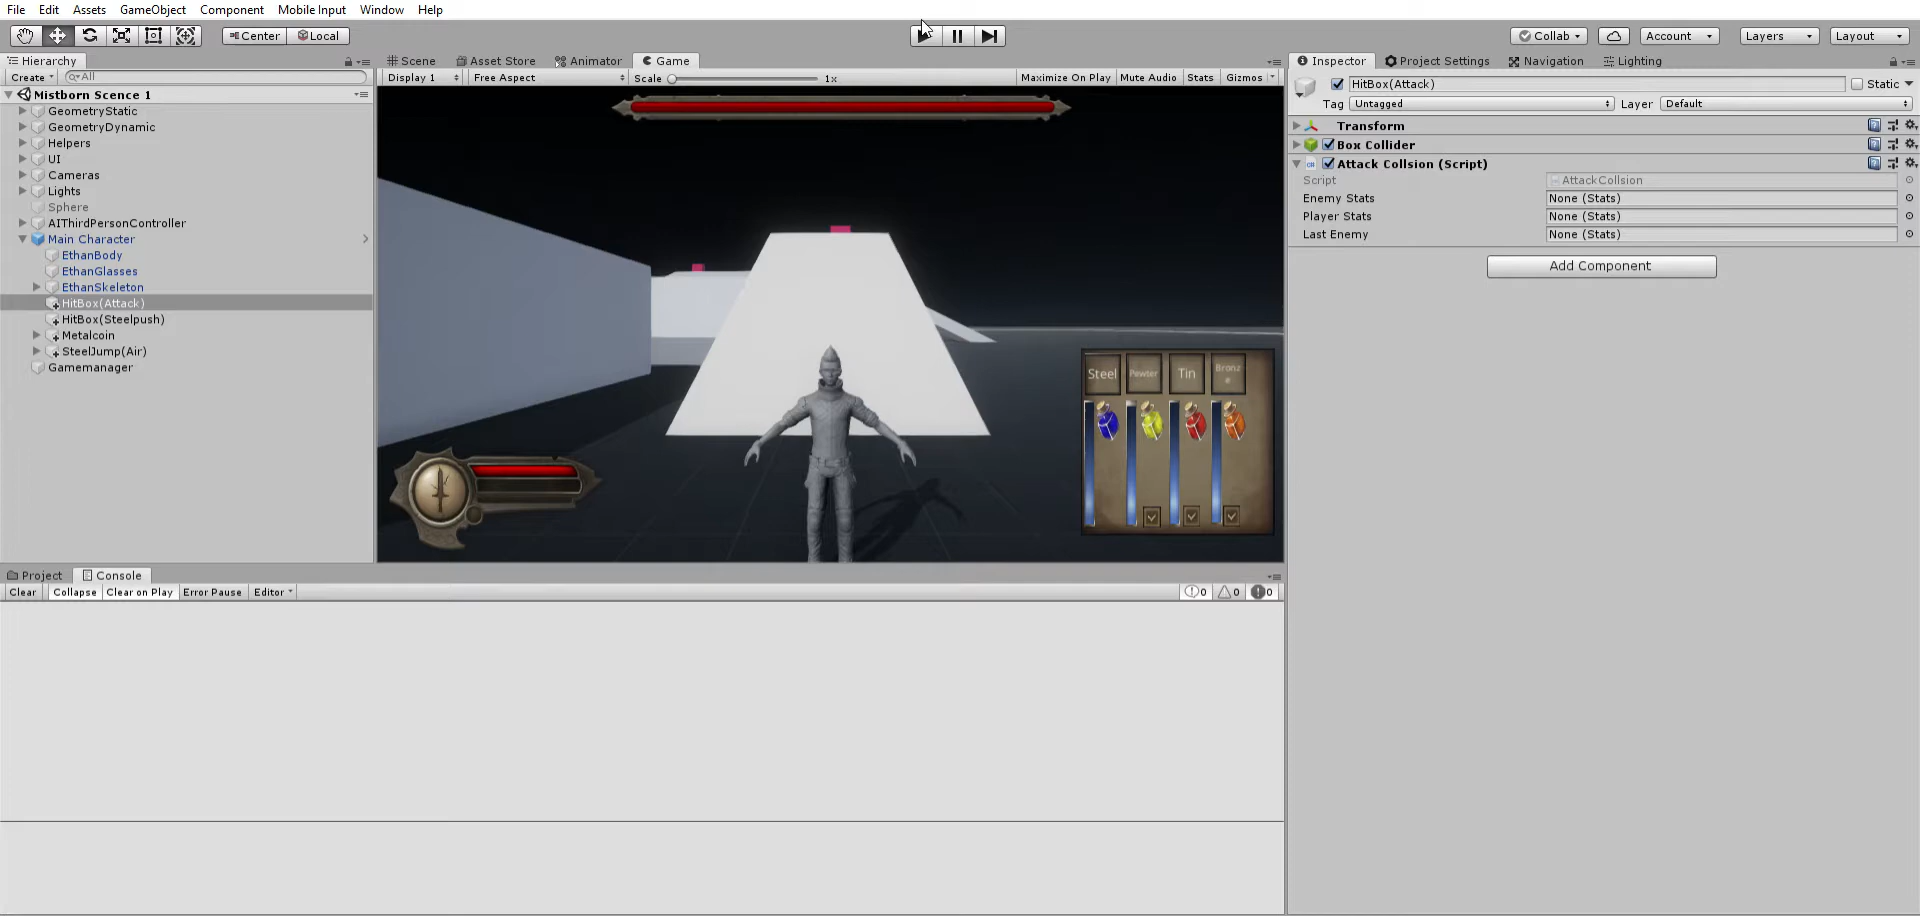 File Edit Assets GameObject Component Mobile Input Window Help
Center Local Collab Account Layers Layout
Hierarchy Scene Asset Store Animator Game Inspector Project Settings Navigation Lighting
Create All Display 1 Free Aspect Scale 1x Maximize On Play Mute Audio Stats Gizmos
HitBox(Attack) Static
Mistborn Scence 1
Tag Untagged Layer Default
GeometryStatic
GeometryDynamic
Helpers
UI
Cameras
Lights
Sphere
AIThirdPersonController
Main Character
EthanBody
EthanGlasses
EthanSkeleton
HitBox(Attack)
HitBox(Steelpush)
Metalcoin
SteelJump(Air)
Gamemanager
Transform
Box Collider
Attack Collsion (Script)
Script AttackCollsion
Enemy Stats None (Stats)
Player Stats None (Stats)
Last Enemy None (Stats)
Add Component
Steel Pewter Tin Bronz
e
Project Console
Clear Collapse Clear on Play Error Pause Editor 0 0 0